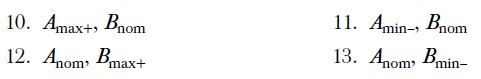 10. Amax+, Bnom 11. Amin–, Bnom
12. Anom, Bmax+ 13. Anom, Bmin–